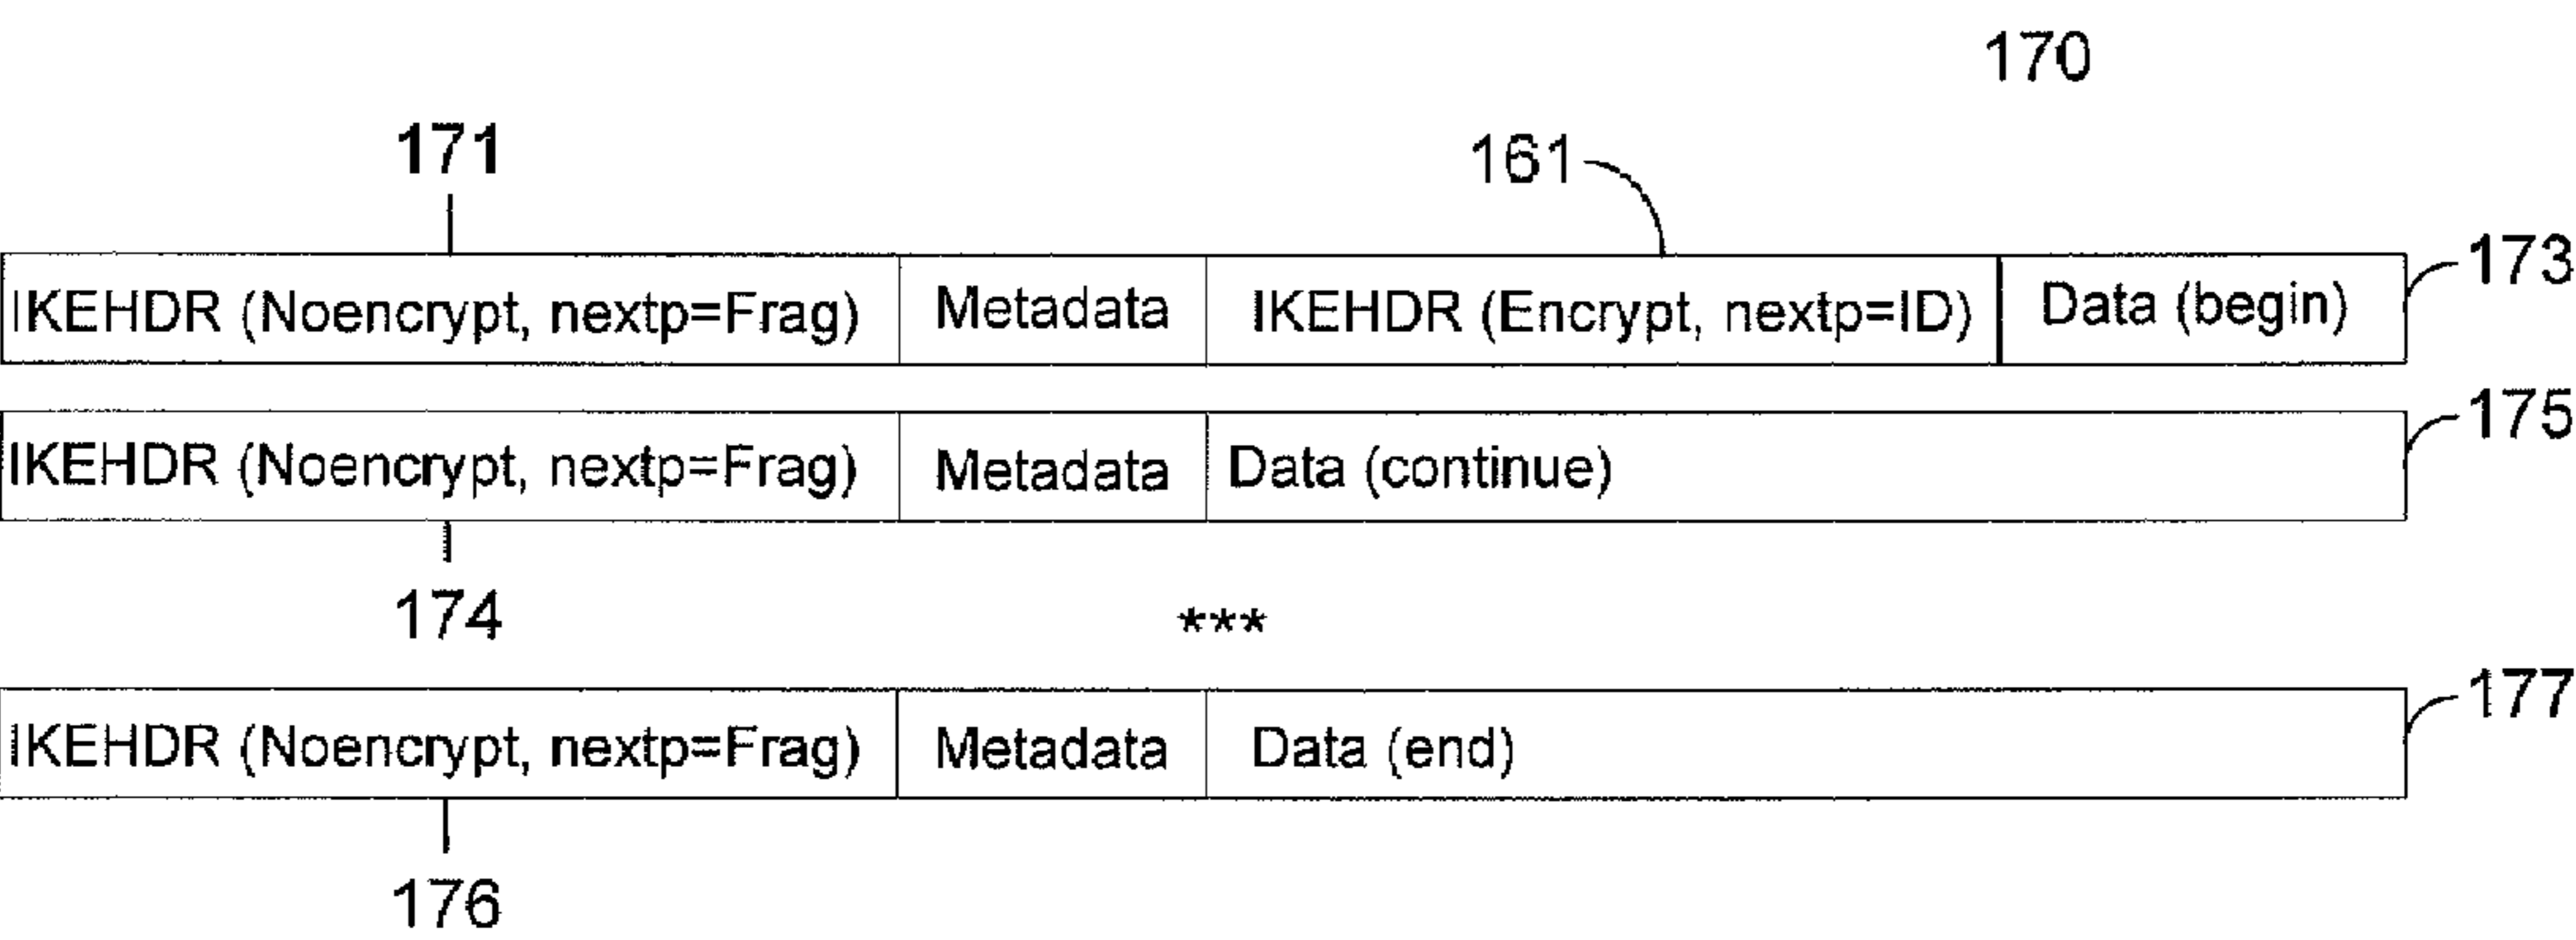 170
171
161
IKEHDR (Noencrypt, nextp=Frag) Metadata IKEHDR (Encrypt, nextp=ID) Data (begin) 173
IKEHDR (Noencrypt, nextp=Frag) Metadata Data (continue) 175
174
***
IKEHDR (Noencrypt, nextp=Frag) Metadata Data (end) 177
176